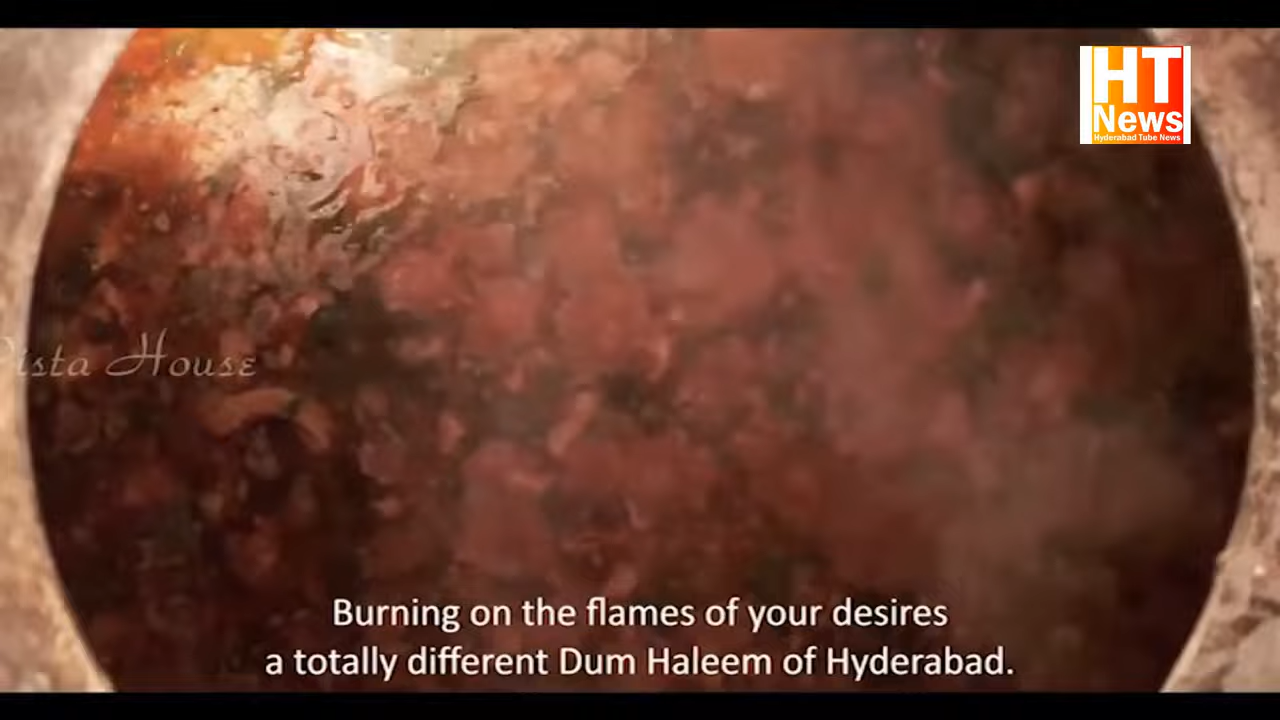 HT
News
Hyderabad Tube News
Pista House
Burning on the flames of your desires
a totally different Dum Haleem of Hyderabad.